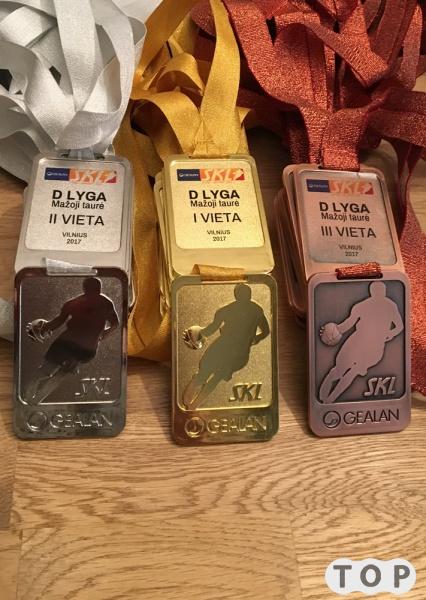 SKL
D LYGA
Mažoji taurė
II VIETA
VILNIUS
2017
SKL
GEALAN
SKL
D LYGA
Mažoji taurė
I VIETA
VILNIUS
2017
SKL
GEALAN
SKL
D LYGA
Mažoji taurė
III VIETA
VILNIUS
2017
SKL
GEALAN
TOP